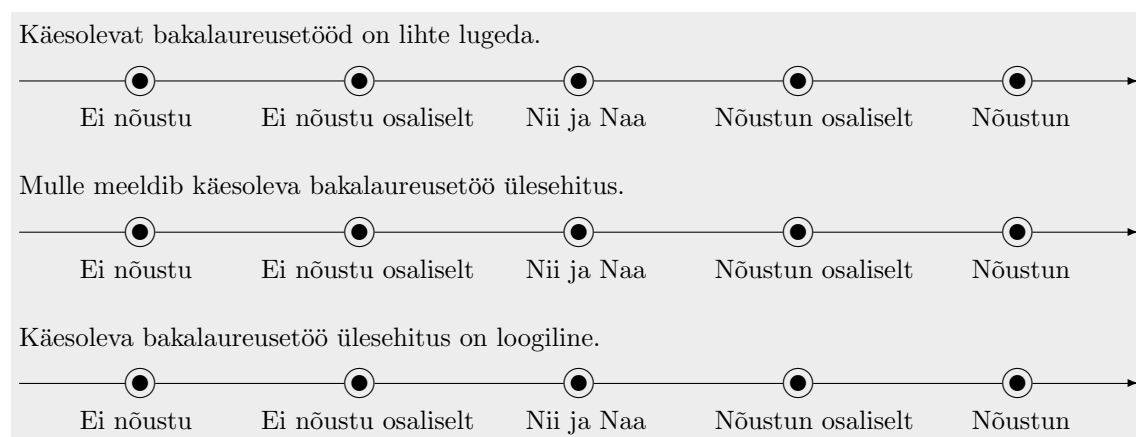 Käesolevat bakalaureusetööd on lihte lugeda.
Ei nõustu Ei nõustu osaliselt Nii ja Naa Nõustun osaliselt Nõustun
Mulle meeldib käesoleva bakalaureusetöö ülesehitus.
Ei nõustu Ei nõustu osaliselt Nii ja Naa Nõustun osaliselt Nõustun
Käesoleva bakalaureusetöö ülesehitus on loogiline.
Ei nõustu Ei nõustu osaliselt Nii ja Naa Nõustun osaliselt Nõustun